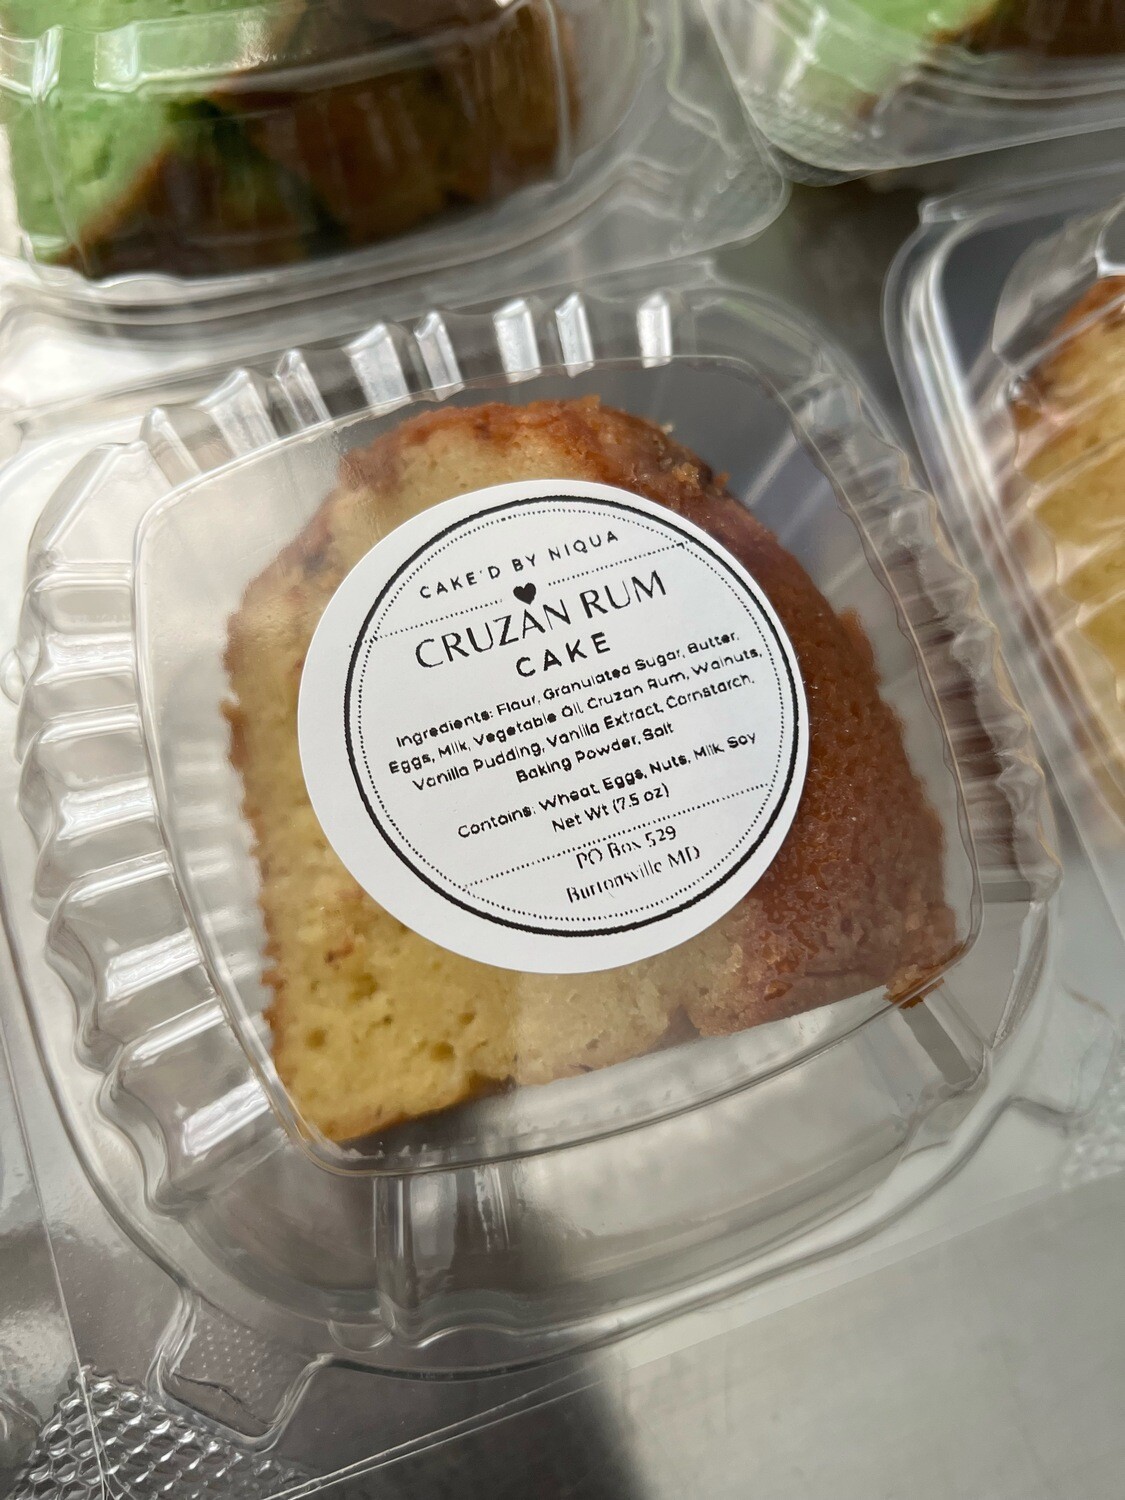 CAKE'D BY NIQUA
CRUZAN RUM
CAKE
Ingredients: Flour, Granulated Sugar, Butter,
Eggs, Milk, Vegetable Oil, Cruzan Rum, Walnuts,
Vanilla Pudding, Vanilla Extract, Cornstarch,
Baking Powder, Salt
Contains: Wheat, Eggs, Nuts, Milk, Soy
Net Wt (7.5 oz)
PO Box 529
Burtonsville MD